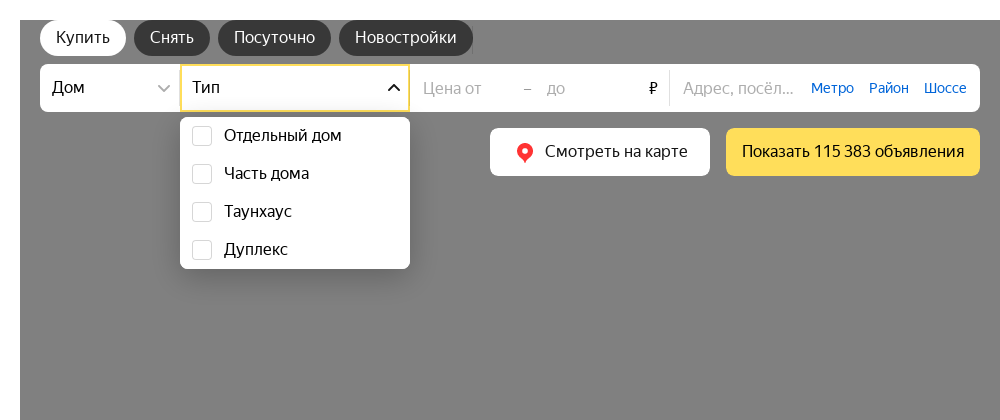 Купить Снять Посуточно Новостройки
Дом Тип Цена от – до ₽ Адрес, посёл... Метро Район Шоссе
Отдельный дом
Смотреть на карте Показать 115 383 объявления
Часть дома
Таунхаус
Дуплекс